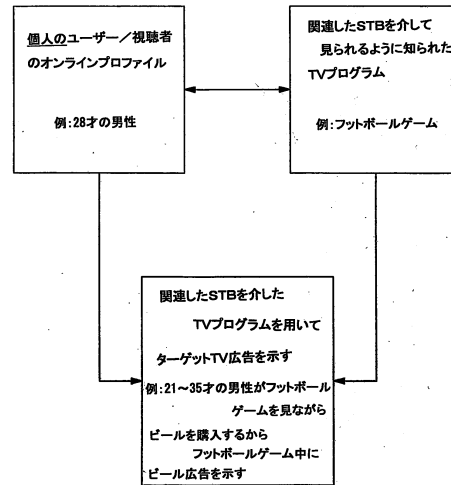 個人のユーザー／視聴者
のオンラインプロファイル
例:28才の男性
関連したSTBを介して
見られるように知られた
TVプログラム
例:フットボールゲーム
関連したSTBを介した
TVプログラムを用いて
ターゲットTV広告を示す
例:21～35才の男性がフットボール
ゲームを見ながら
ビールを購入するから
フットボールゲーム中に
ビール広告を示す